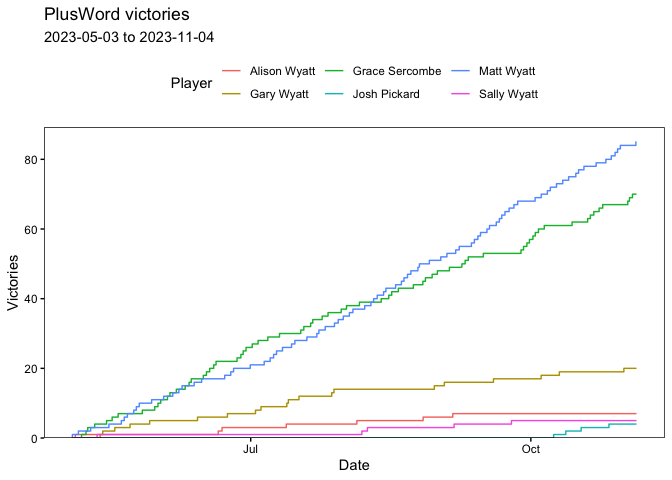 PlusWord victories
2023-05-03 to 2023-11-04
Player
Alison Wyatt Grace Sercombe Matt Wyatt
Gary Wyatt Josh Pickard Sally Wyatt
80
60
40
20
0
Victories
Jul Oct
Date